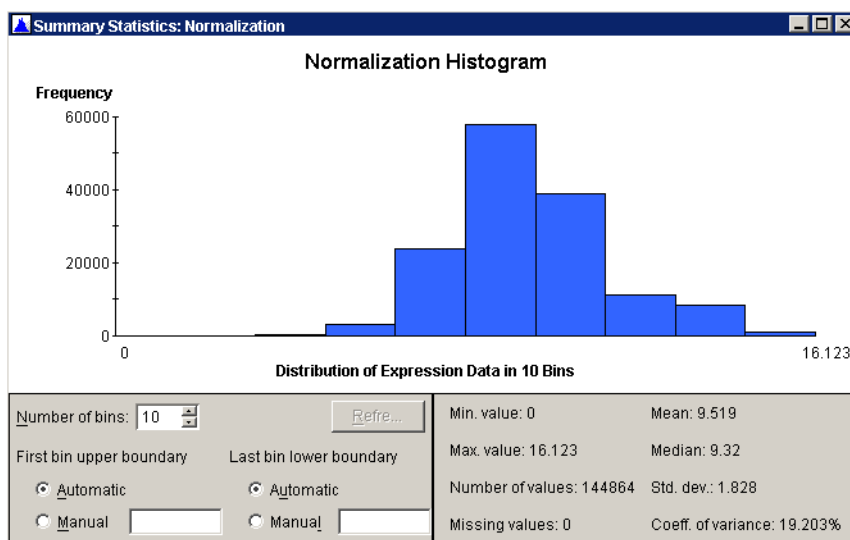 Summary Statistics: Normalization
Normalization Histogram
Frequency
60000
40000
20000
0
0 16.123
Distribution of Expression Data in 10 Bins
Number of bins: 10 Refre...
First bin upper boundary Last bin lower boundary
Automatic Automatic
Manual Manual
Min. value: 0 Mean: 9.519
Max. value: 16.123 Median: 9.32
Number of values: 144864 Std. dev.: 1.828
Missing values: 0 Coeff. of variance: 19.203%